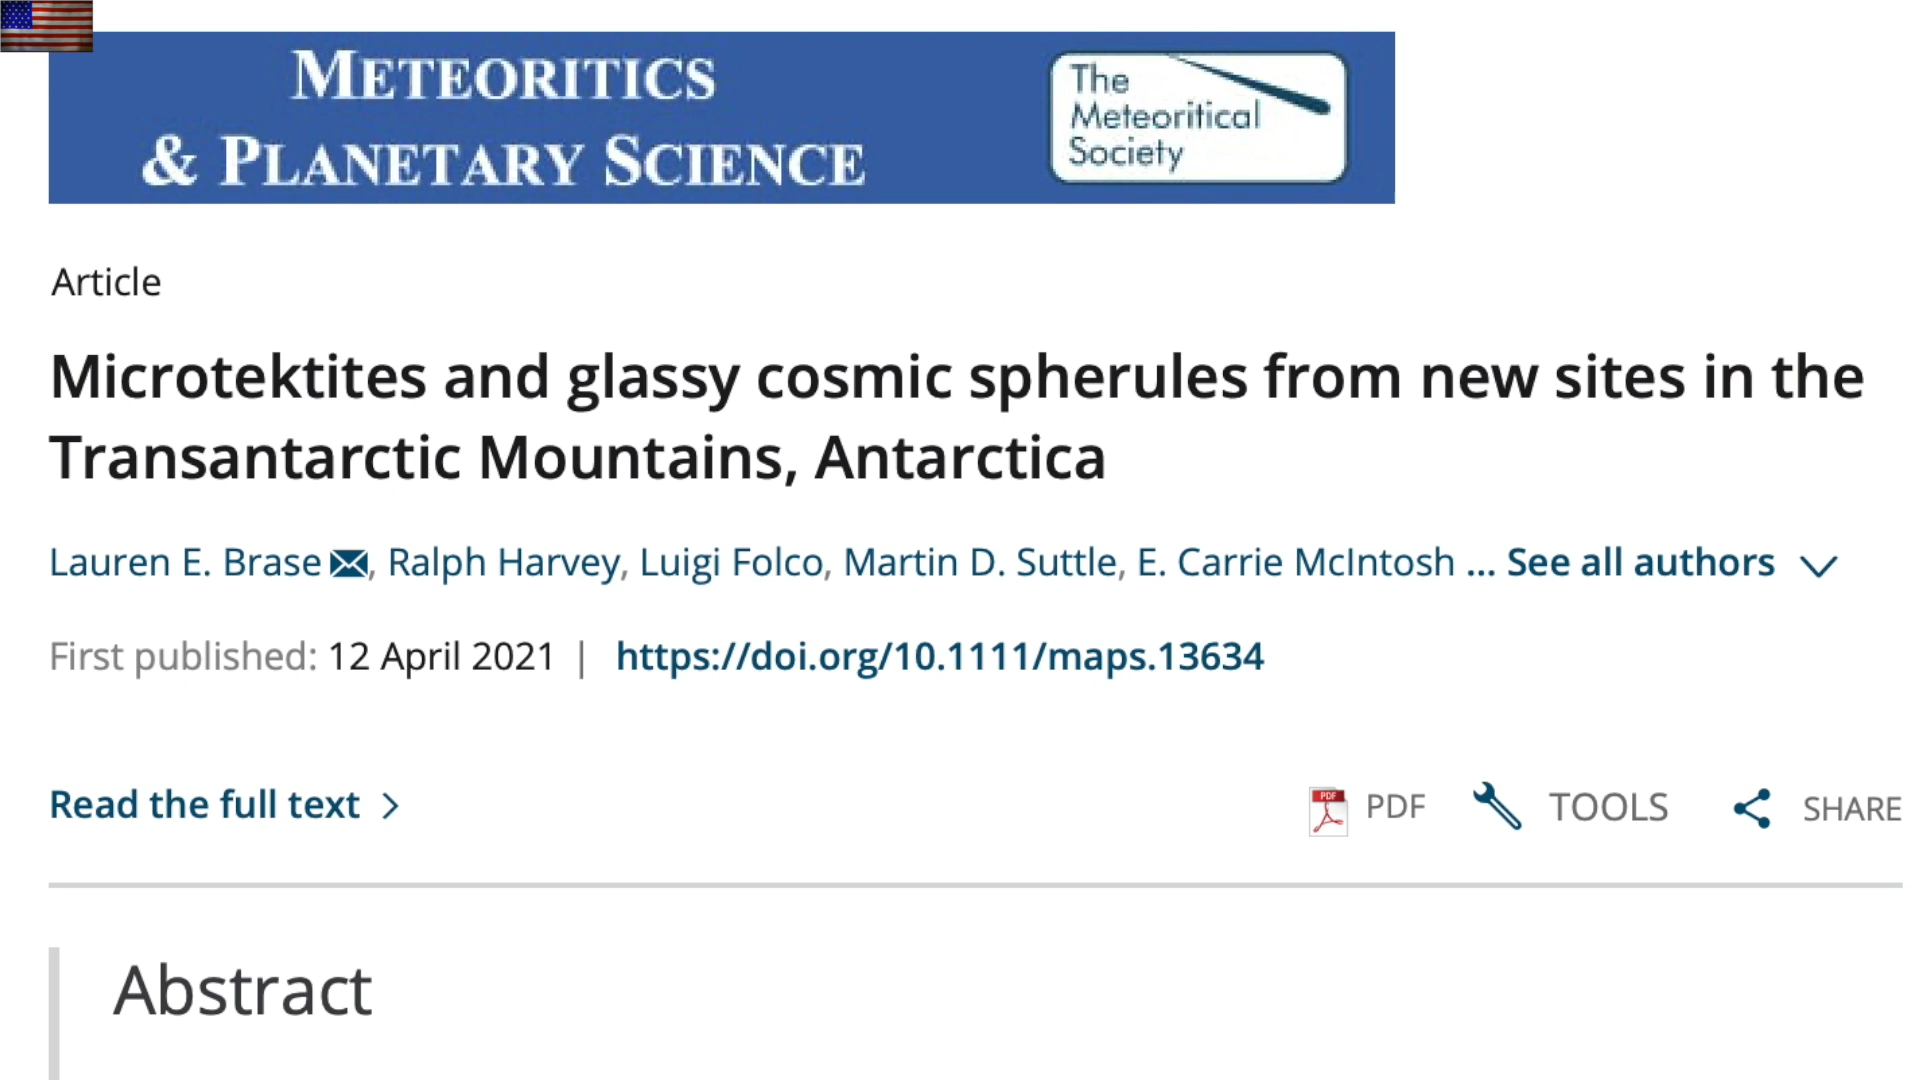 METEORITICS
& PLANETARY SCIENCE
The
Meteoritical
Society
Article
Microtektites and glassy cosmic spherules from new sites in the
Transantarctic Mountains, Antarctica
Lauren E. Brase, Ralph Harvey, Luigi Folco, Martin D. Suttle, E. Carrie McIntosh ... See all authors
First published: 12 April 2021 | https://doi.org/10.1111/maps.13634
Read the full text >
PDF PDF TOOLS SHARE
Abstract